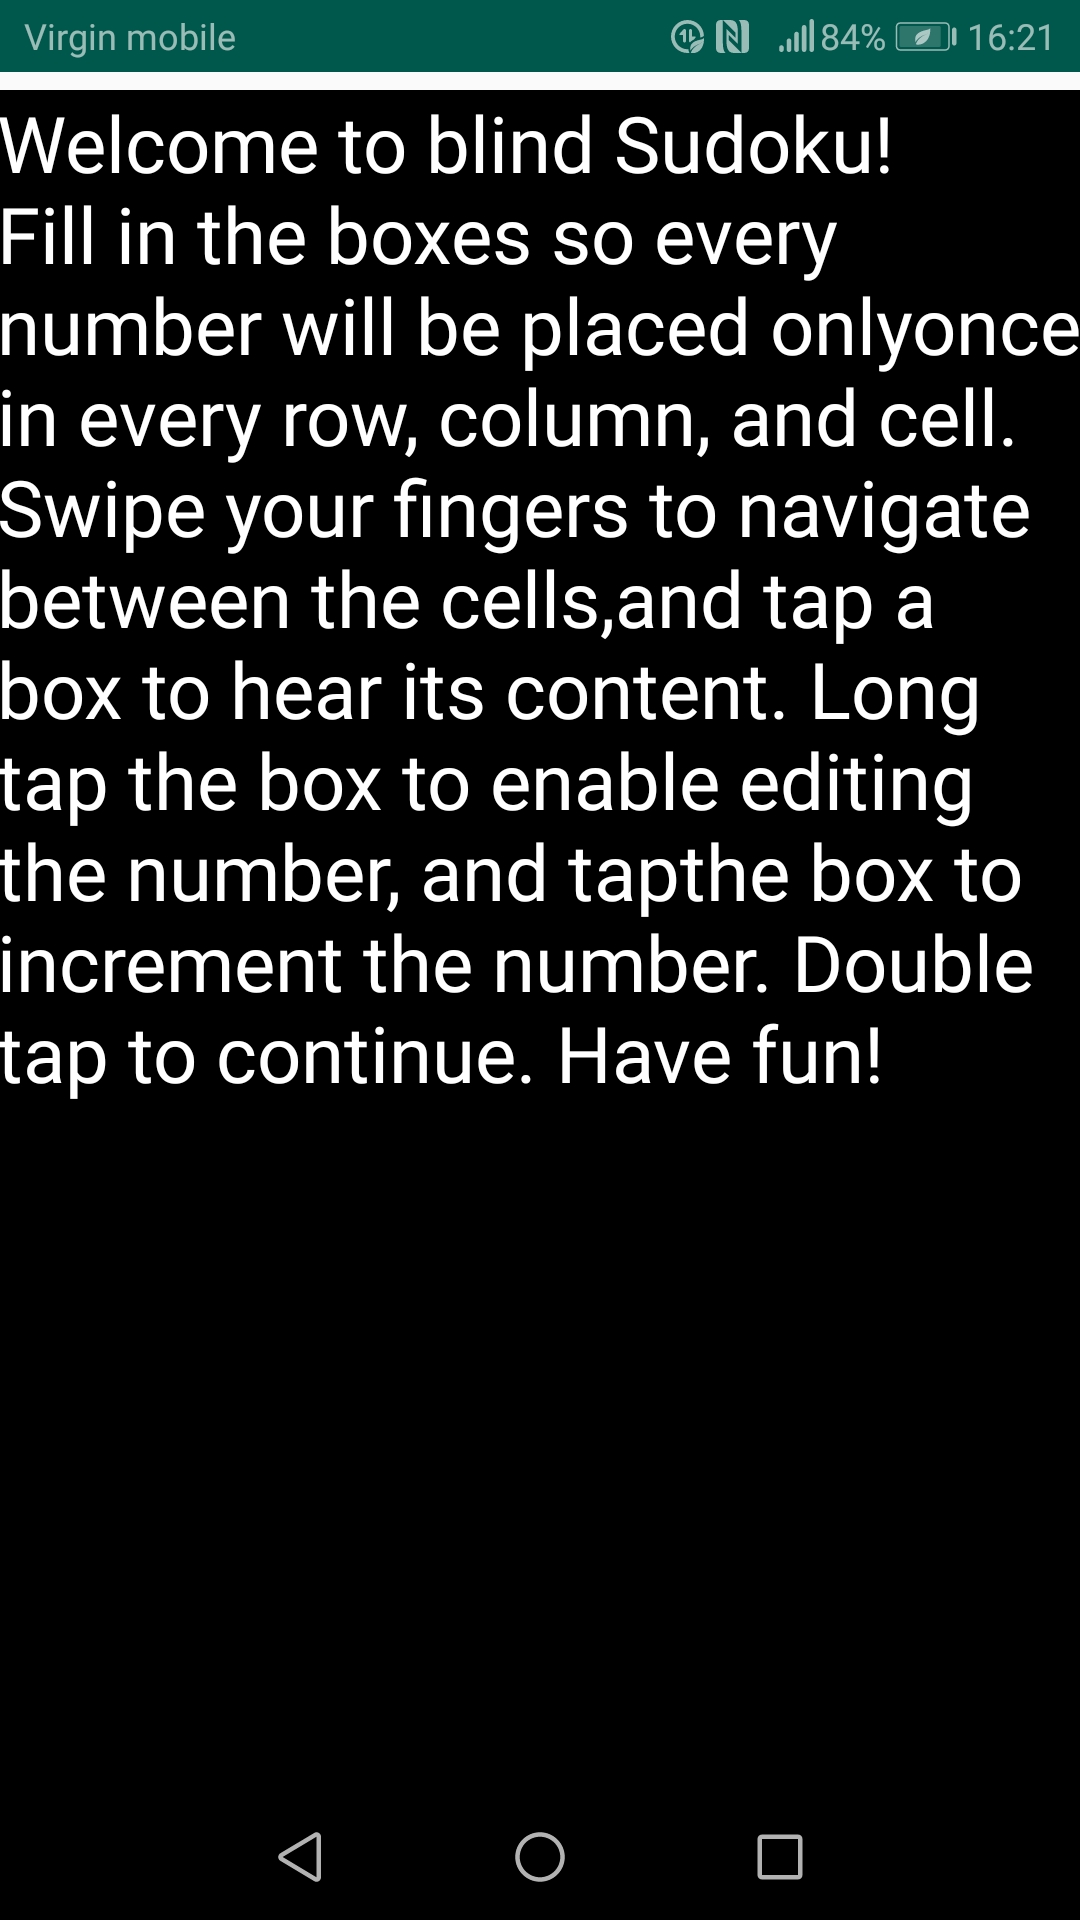 Virgin mobile 84% 16:21
Welcome to blind Sudoku!
Fill in the boxes so every
number will be placed onlyonce
in every row, column, and cell.
Swipe your fingers to navigate
between the cells,and tap a
box to hear its content. Long
tap the box to enable editing
the number, and tapthe box to
increment the number. Double
tap to continue. Have fun!